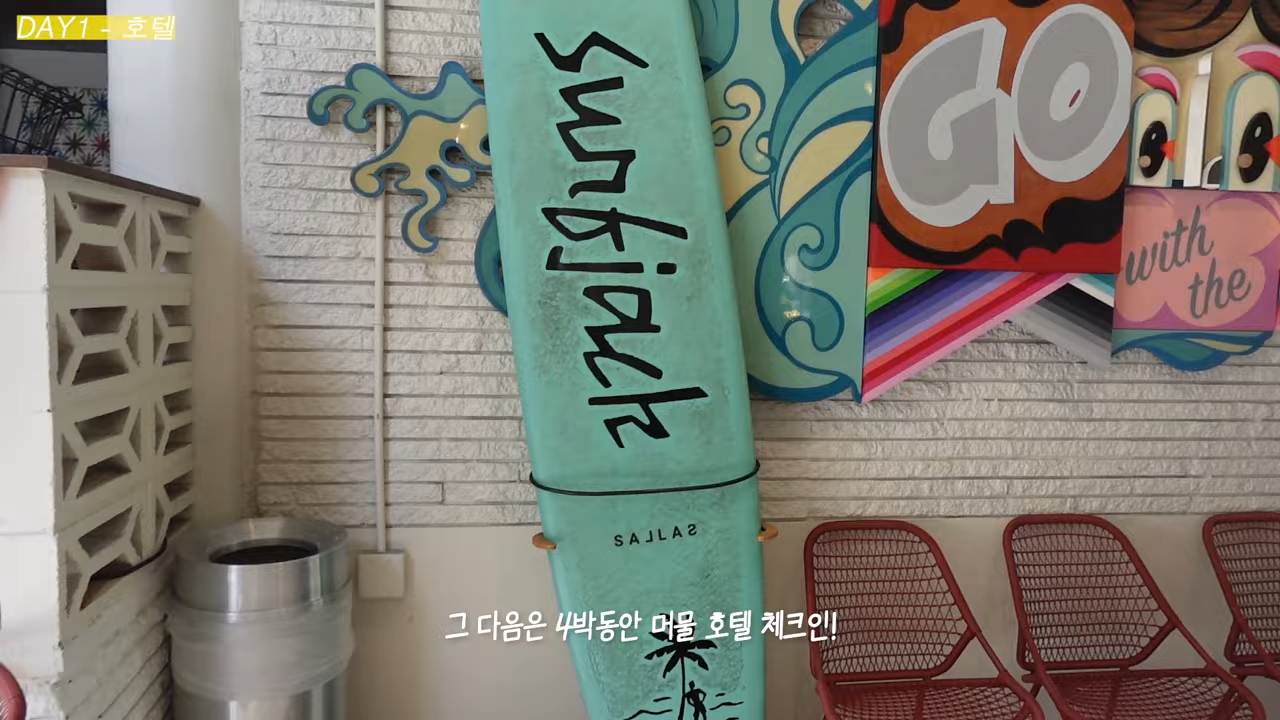 DAY1 - 호텔
surfjack
GO
with
the
SALLAS
그 다음은 4박동안 머물 호텔 체크인!